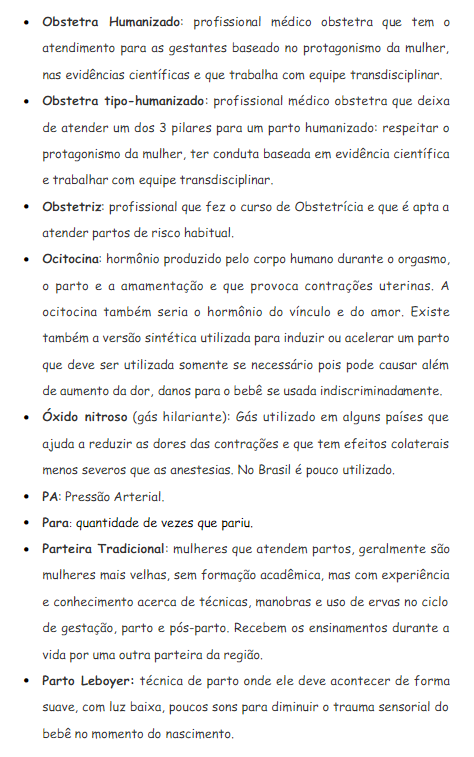 • Obstetra Humanizado: profissional médico obstetra que tem o
atendimento para as gestantes baseado no protagonismo da mulher,
nas evidências científicas e que trabalha com equipe transdisciplinar.
• Obstetra tipo-humanizado: profissional médico obstetra que deixa
de atender um dos 3 pilares para um parto humanizado: respeitar o
protagonismo da mulher, ter conduta baseada em evidência científica
e trabalhar com equipe transdisciplinar.
• Obstetriz: profissional que fez o curso de Obstetrícia e que é apta a
atender partos de risco habitual.
• Ocitocina: hormônio produzido pelo corpo humano durante o orgasmo,
o parto e a amamentação e que provoca contrações uterinas. A
ocitocina também seria o hormônio do vínculo e do amor. Existe
também a versão sintética utilizada para induzir ou acelerar um parto
que deve ser utilizada somente se necessário pois pode causar além
de aumento da dor, danos para o bebê se usada indiscriminadamente.
• Óxido nitroso (gás hilariante): Gás utilizado em alguns países que
ajuda a reduzir as dores das contrações e que tem efeitos colaterais
menos severos que as anestesias. No Brasil é pouco utilizado.
• PA: Pressão Arterial.
• Para: quantidade de vezes que pariu.
• Parteira Tradicional: mulheres que atendem partos, geralmente são
mulheres mais velhas, sem formação acadêmica, mas com experiência
e conhecimento acerca de técnicas, manobras e uso de ervas no ciclo
de gestação, parto e pós-parto. Recebem os ensinamentos durante a
vida por uma outra parteira da região.
• Parto Leboyer: técnica de parto onde ele deve acontecer de forma
suave, com luz baixa, poucos sons para diminuir o trauma sensorial do
bebê no momento do nascimento.